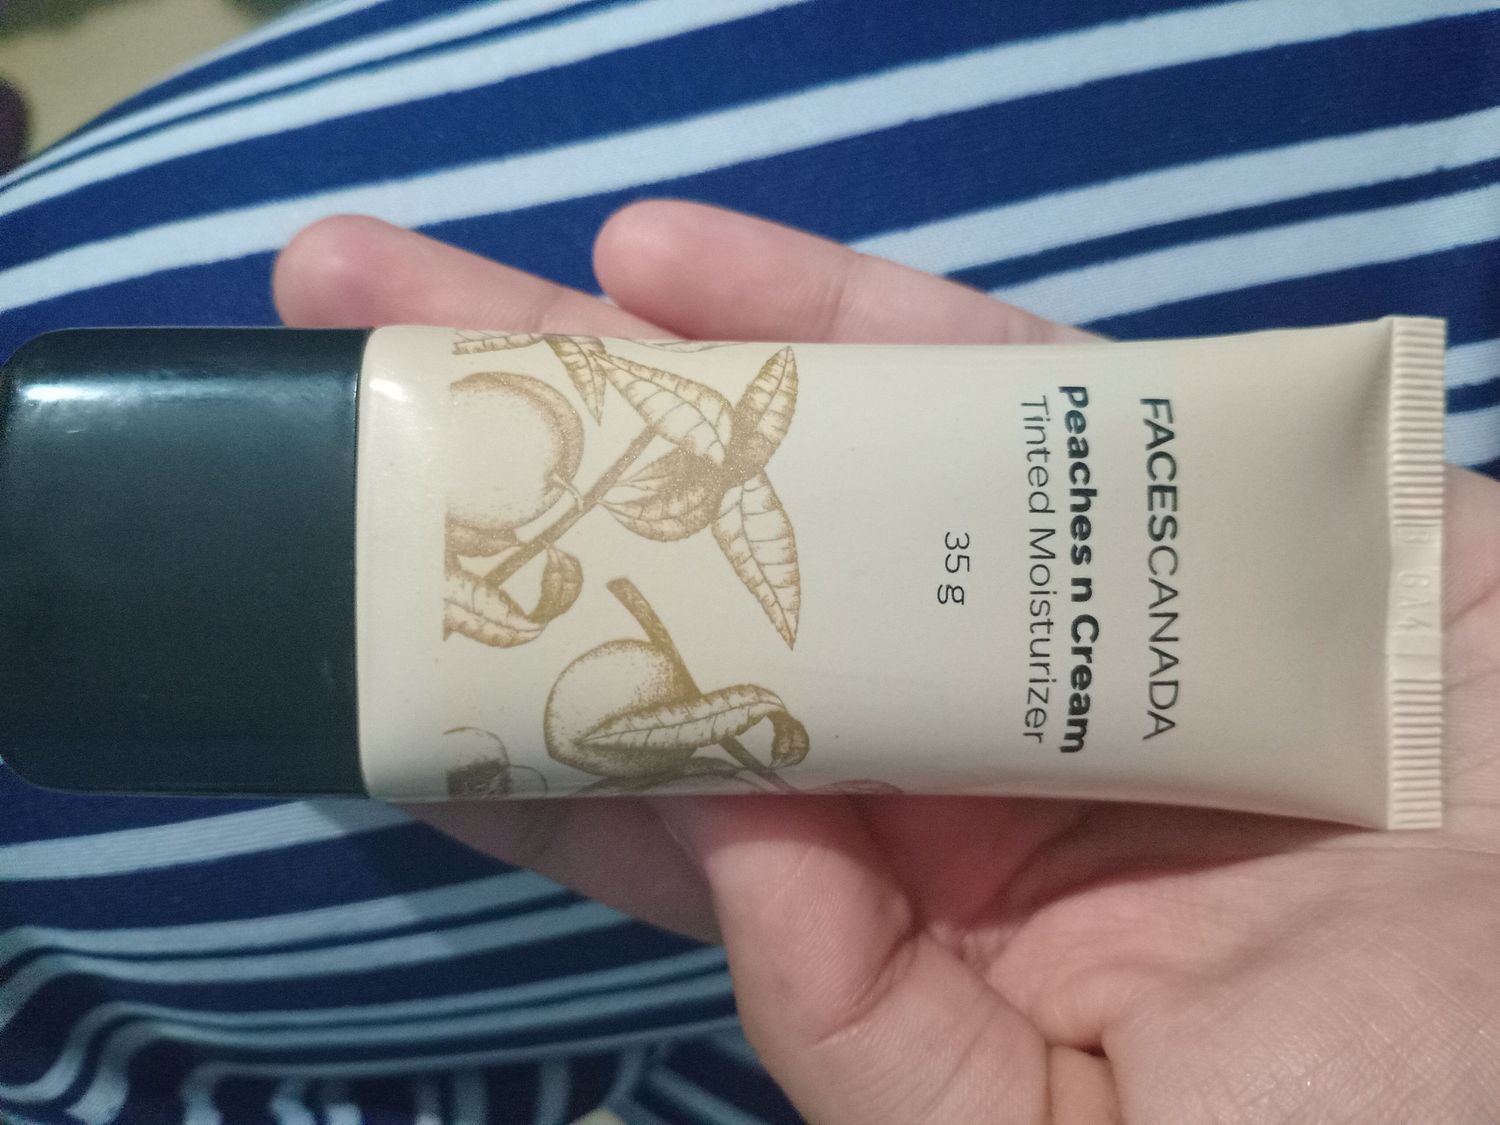 FACESCANADA
Peaches n Cream
Tinted Moisturizer
35 g